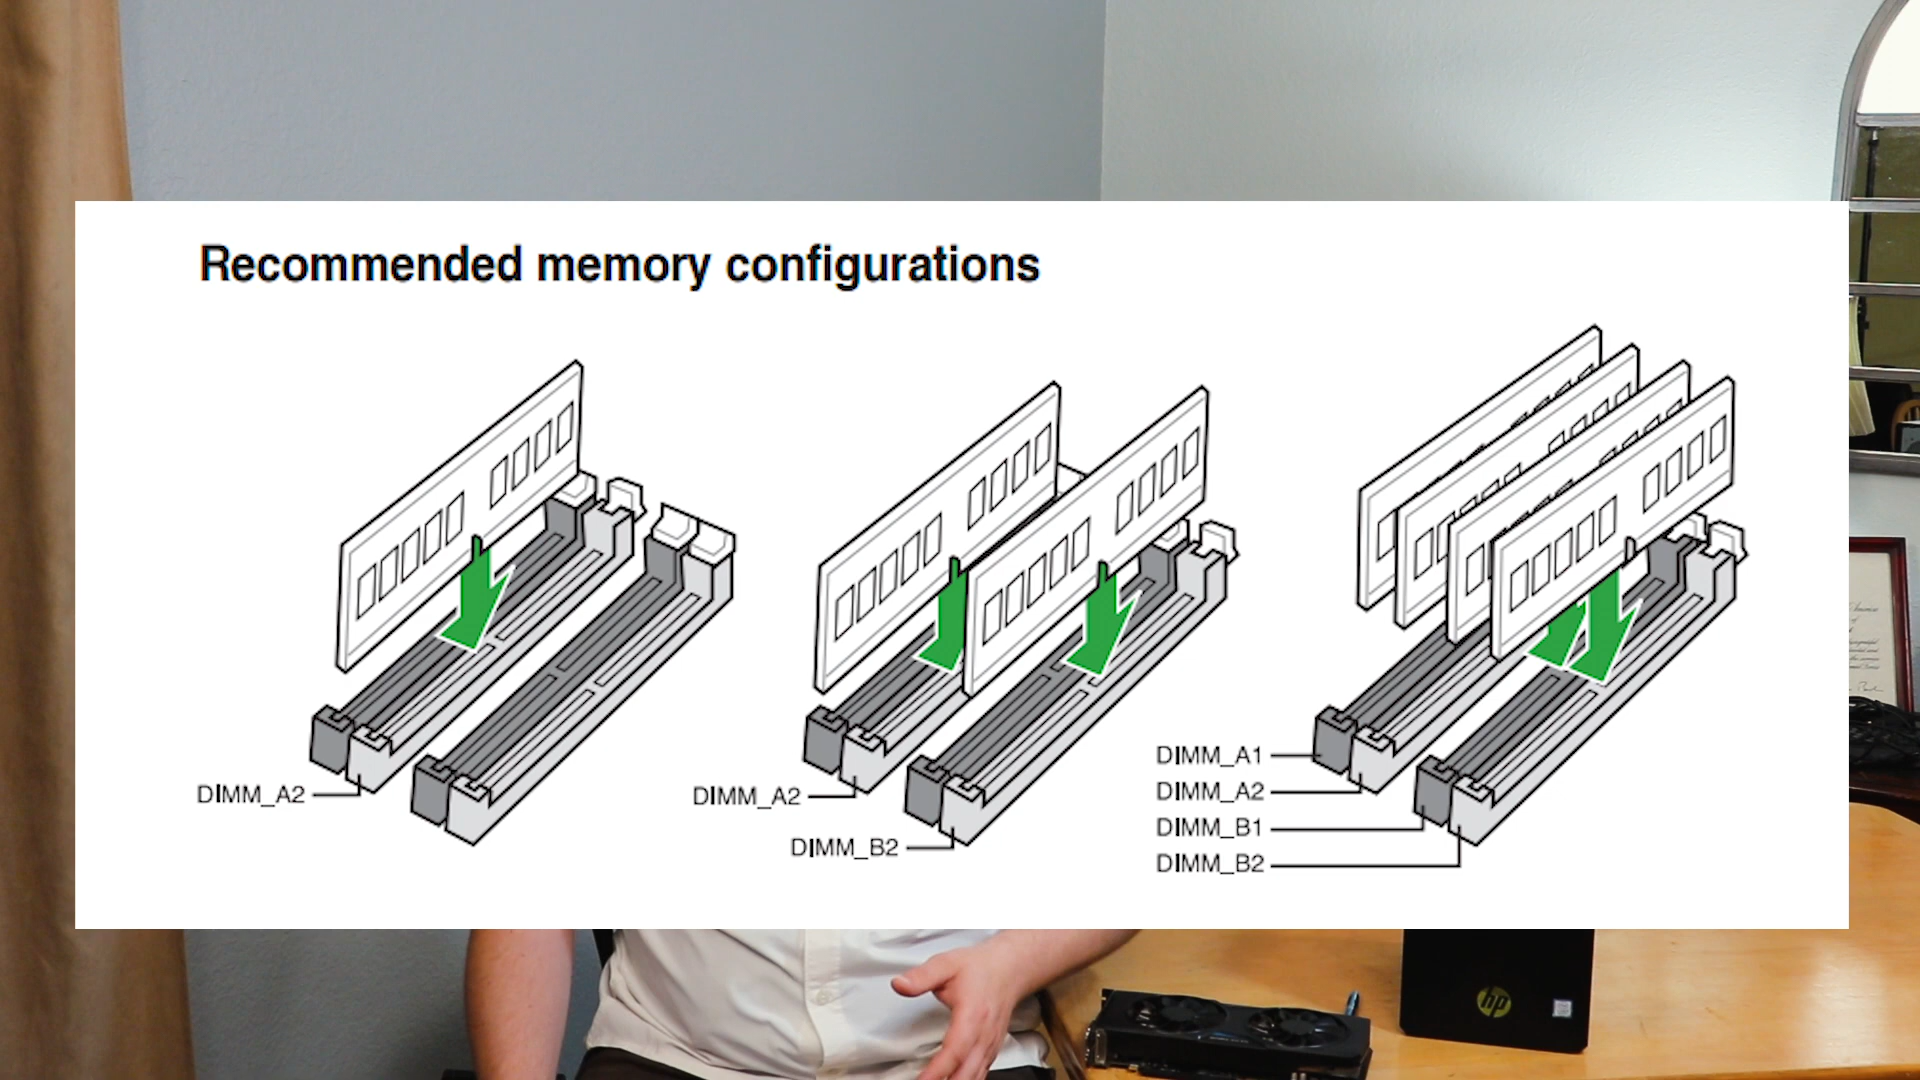 Recommended memory configurations
DIMM_A2
DIMM_A2
DIMM_B2
DIMM_A1
DIMM_A2
DIMM_B1
DIMM_B2
hp